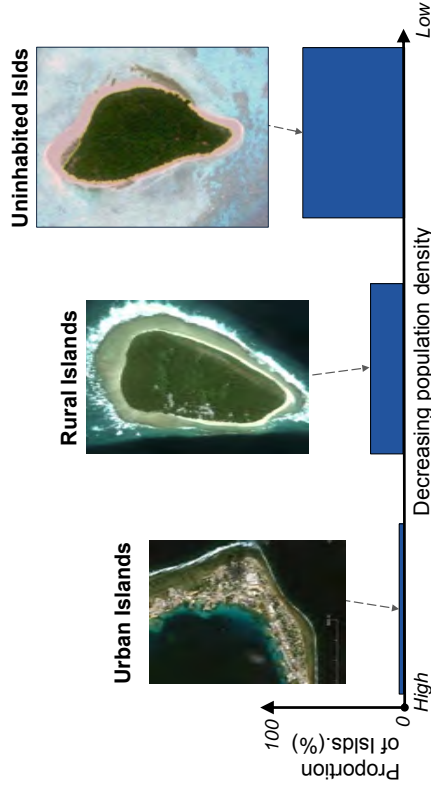 Urban Islands
Rural Islands
Uninhabited Islds
Proportion
of Islds.(%)
100
0
High
Decreasing population density
Low